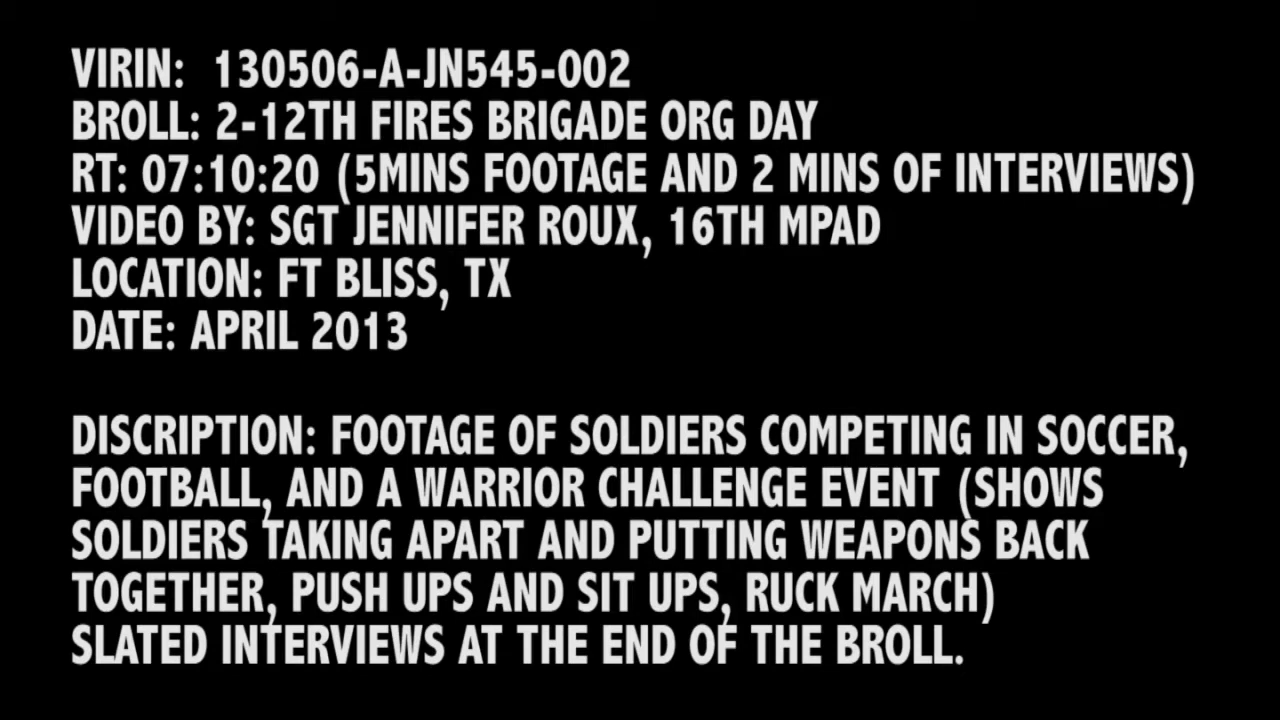 VIRIN:  130506-A-JN545-002
BROLL: 2-12TH FIRES BRIGADE ORG DAY
RT: 07:10:20 (5MINS FOOTAGE AND 2 MINS OF INTERVIEWS)
VIDEO BY: SGT JENNIFER ROUX, 16TH MPAD
LOCATION: FT BLISS, TX
DATE: APRIL 2013
DISCRIPTION: FOOTAGE OF SOLDIERS COMPETING IN SOCCER,
FOOTBALL, AND A WARRIOR CHALLENGE EVENT (SHOWS
SOLDIERS TAKING APART AND PUTTING WEAPONS BACK
TOGETHER, PUSH UPS AND SIT UPS, RUCK MARCH)
SLATED INTERVIEWS AT THE END OF THE BROLL.